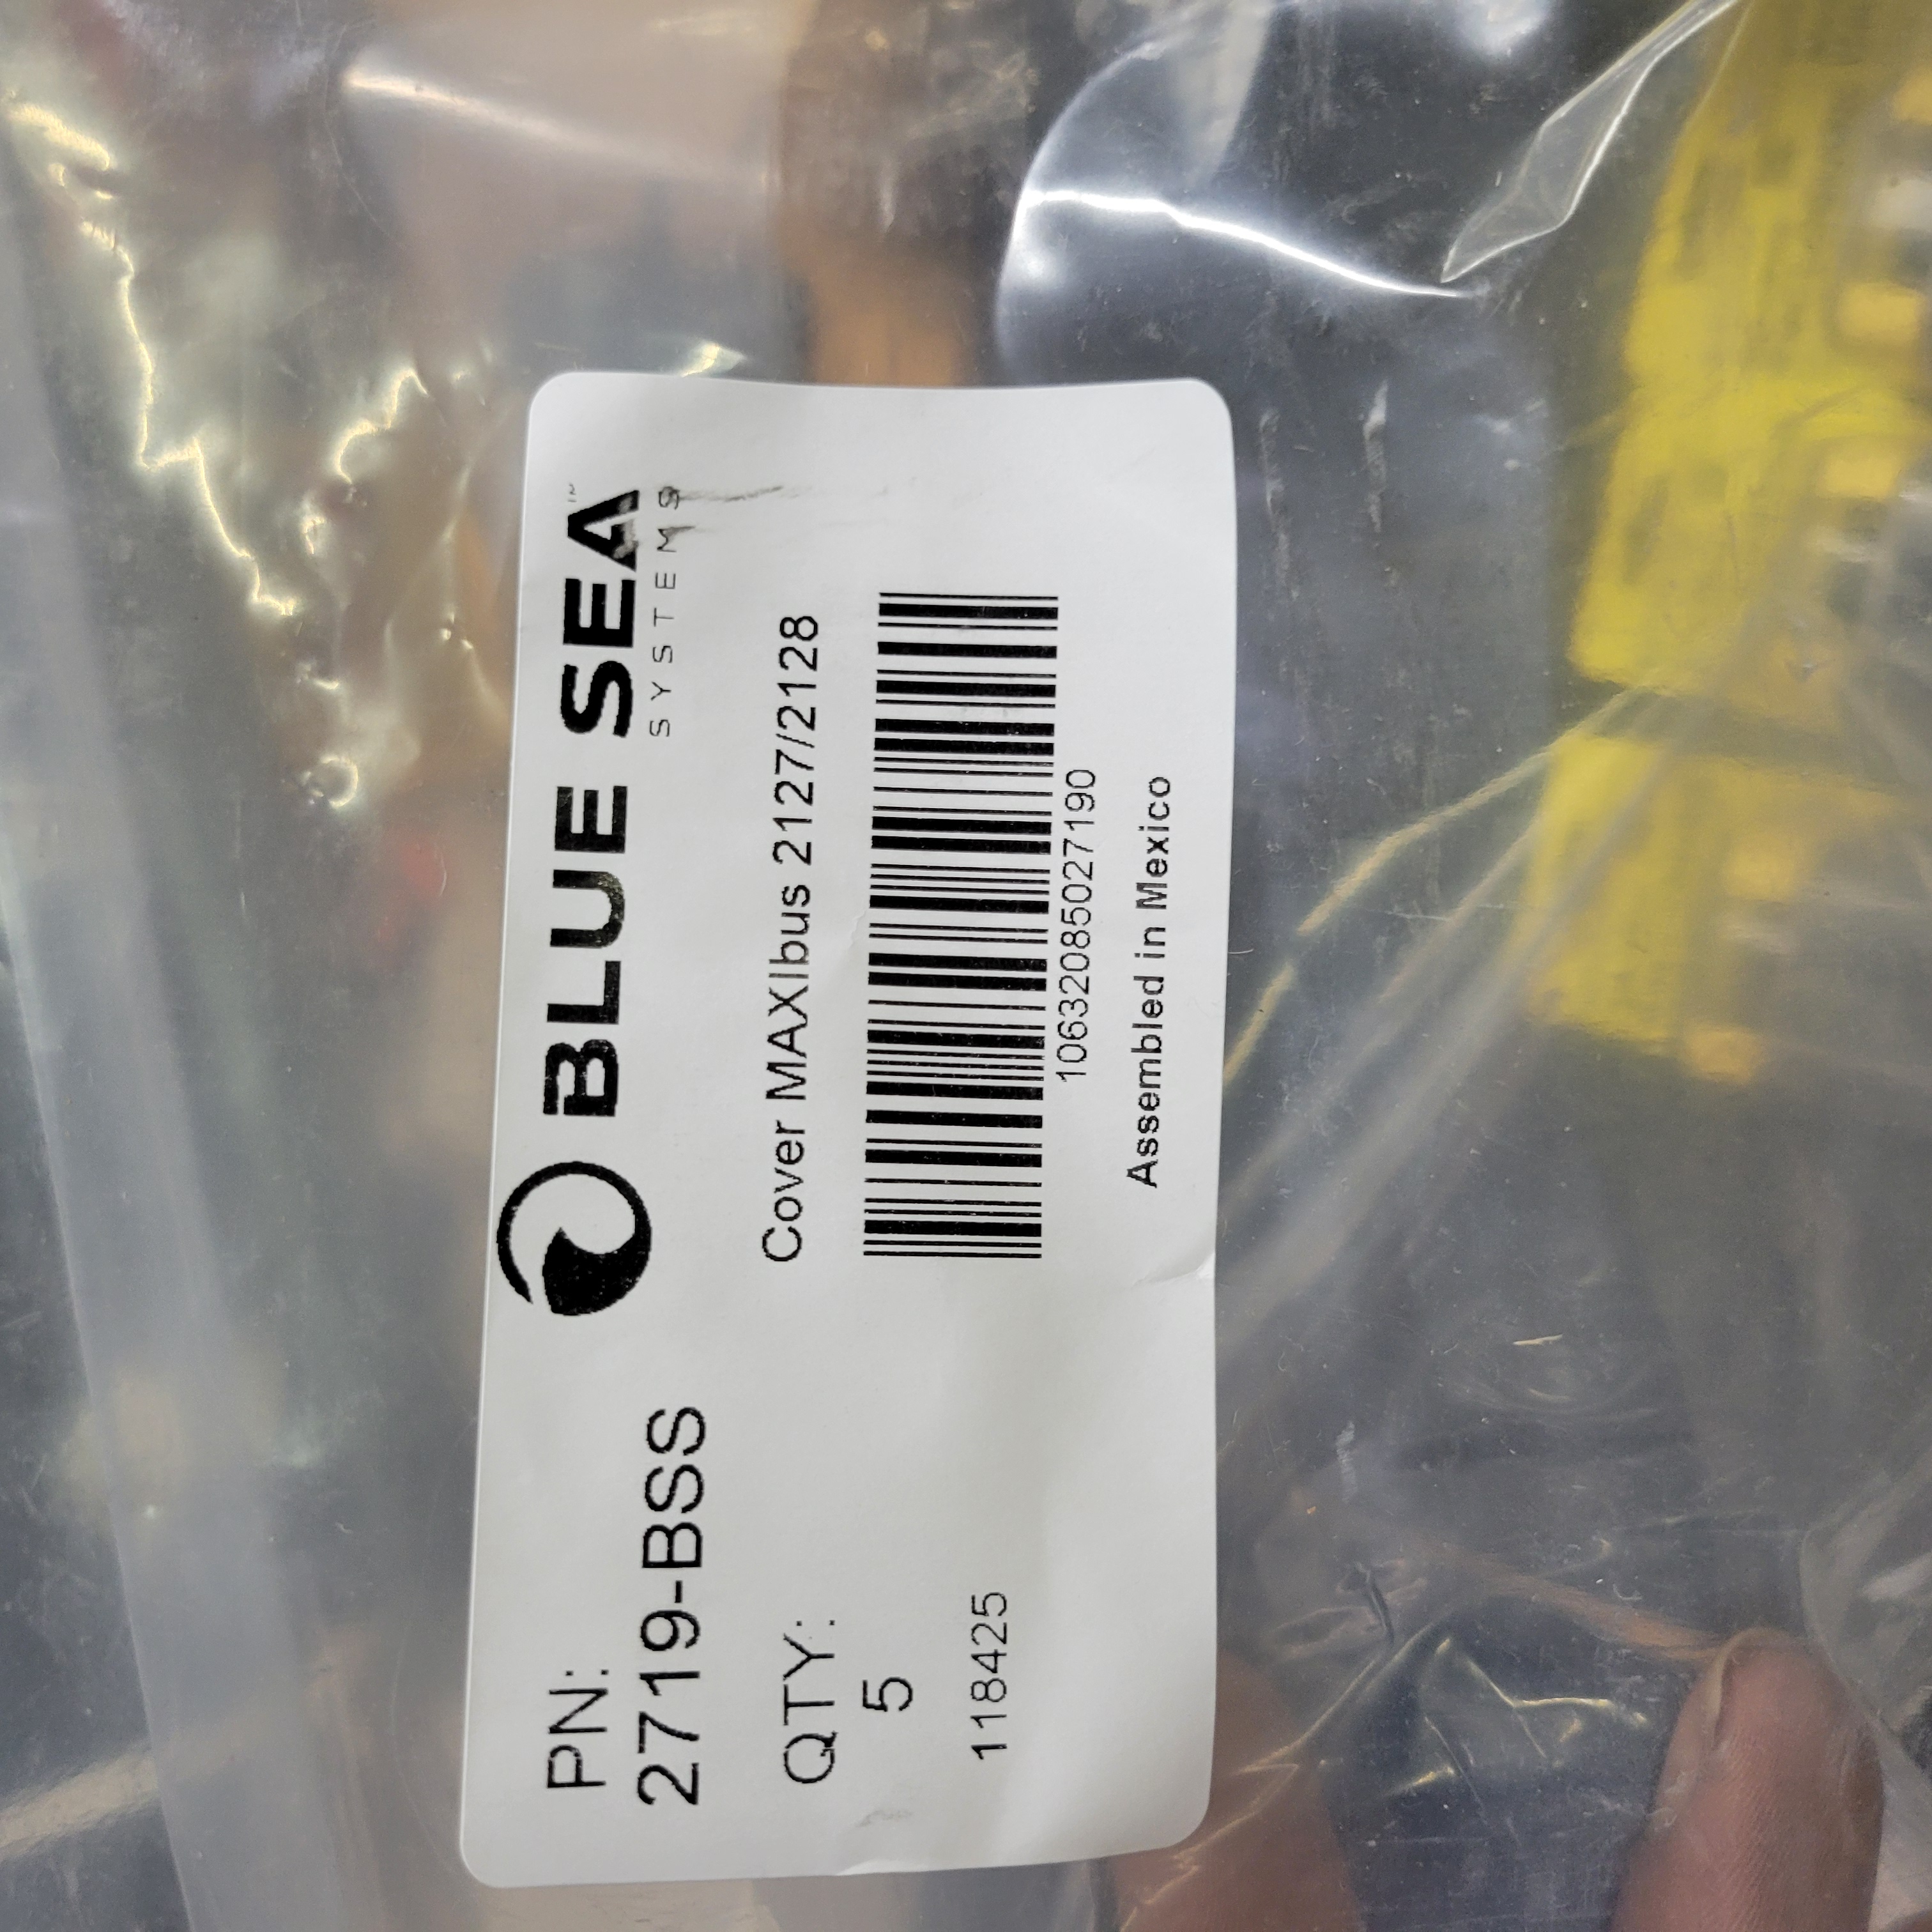 PN:
2719-BSS
BLUE SEA
SYSTEMS
QTY:
5
Cover MAXIbus 2127/2128
118425
10632085027190
Assembled in Mexico